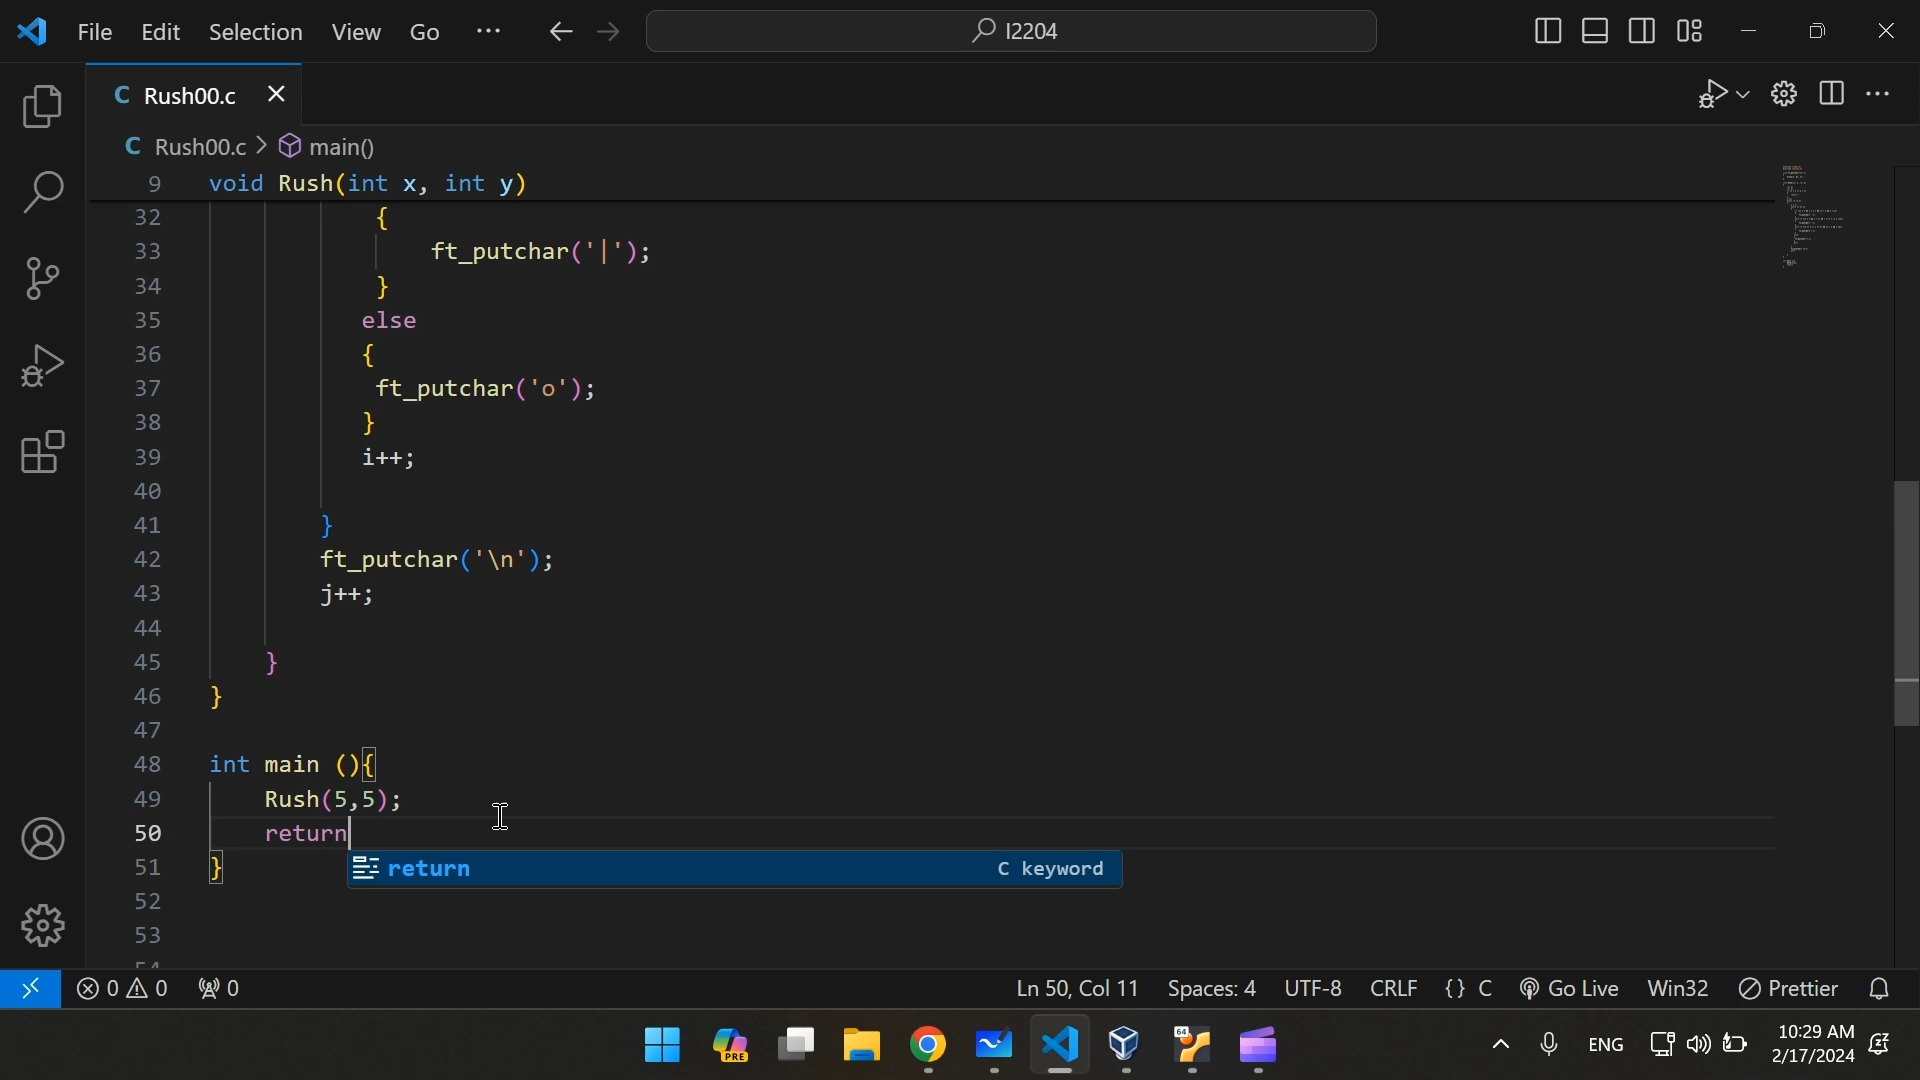 File Edit Selection View Go ··· I2204
C Rush00.c
C Rush00.c > main()
9 void Rush(int x, int y)
32 {
33 ft_putchar('|');
34 }
35 else
36 {
37 ft_putchar('o');
38 }
39 i++;
40
41 }
42 ft_putchar('\n');
43 j++;
44
45 }
46 }
47
48 int main (){
49 Rush(5,5);
50 return
return C keyword
51 }
52
53
54
0 0 0 Ln 50, Col 11 Spaces: 4 UTF-8 CRLF {} C Go Live Win32 Prettier
PRE 64 ENG 10:29 AM
2/17/2024